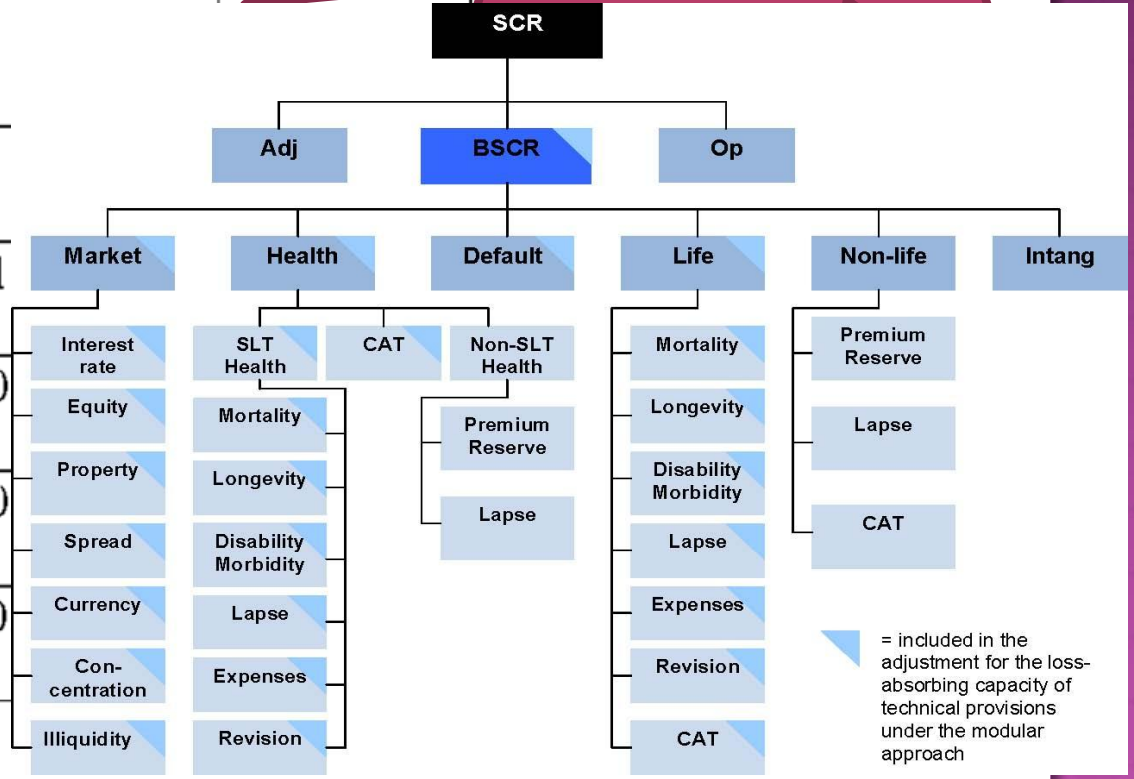 SCR
Adj
BSCR
Op
Market
Health
Default
Life
Non-life
Intang
Interest
rate
Equity
Property
Spread
Currency
Con-
centration
Illiquidity
SLT
Health
CAT
Non-SLT
Health
Mortality
Longevity
Disability
Morbidity
Lapse
Expenses
Revision
Premium
Reserve
Lapse
Mortality
Longevity
Disability
Morbidity
Lapse
Expenses
Revision
CAT
Premium
Reserve
Lapse
CAT
= included in the
adjustment for the loss-
absorbing capacity of
technical provisions
under the modular
approach